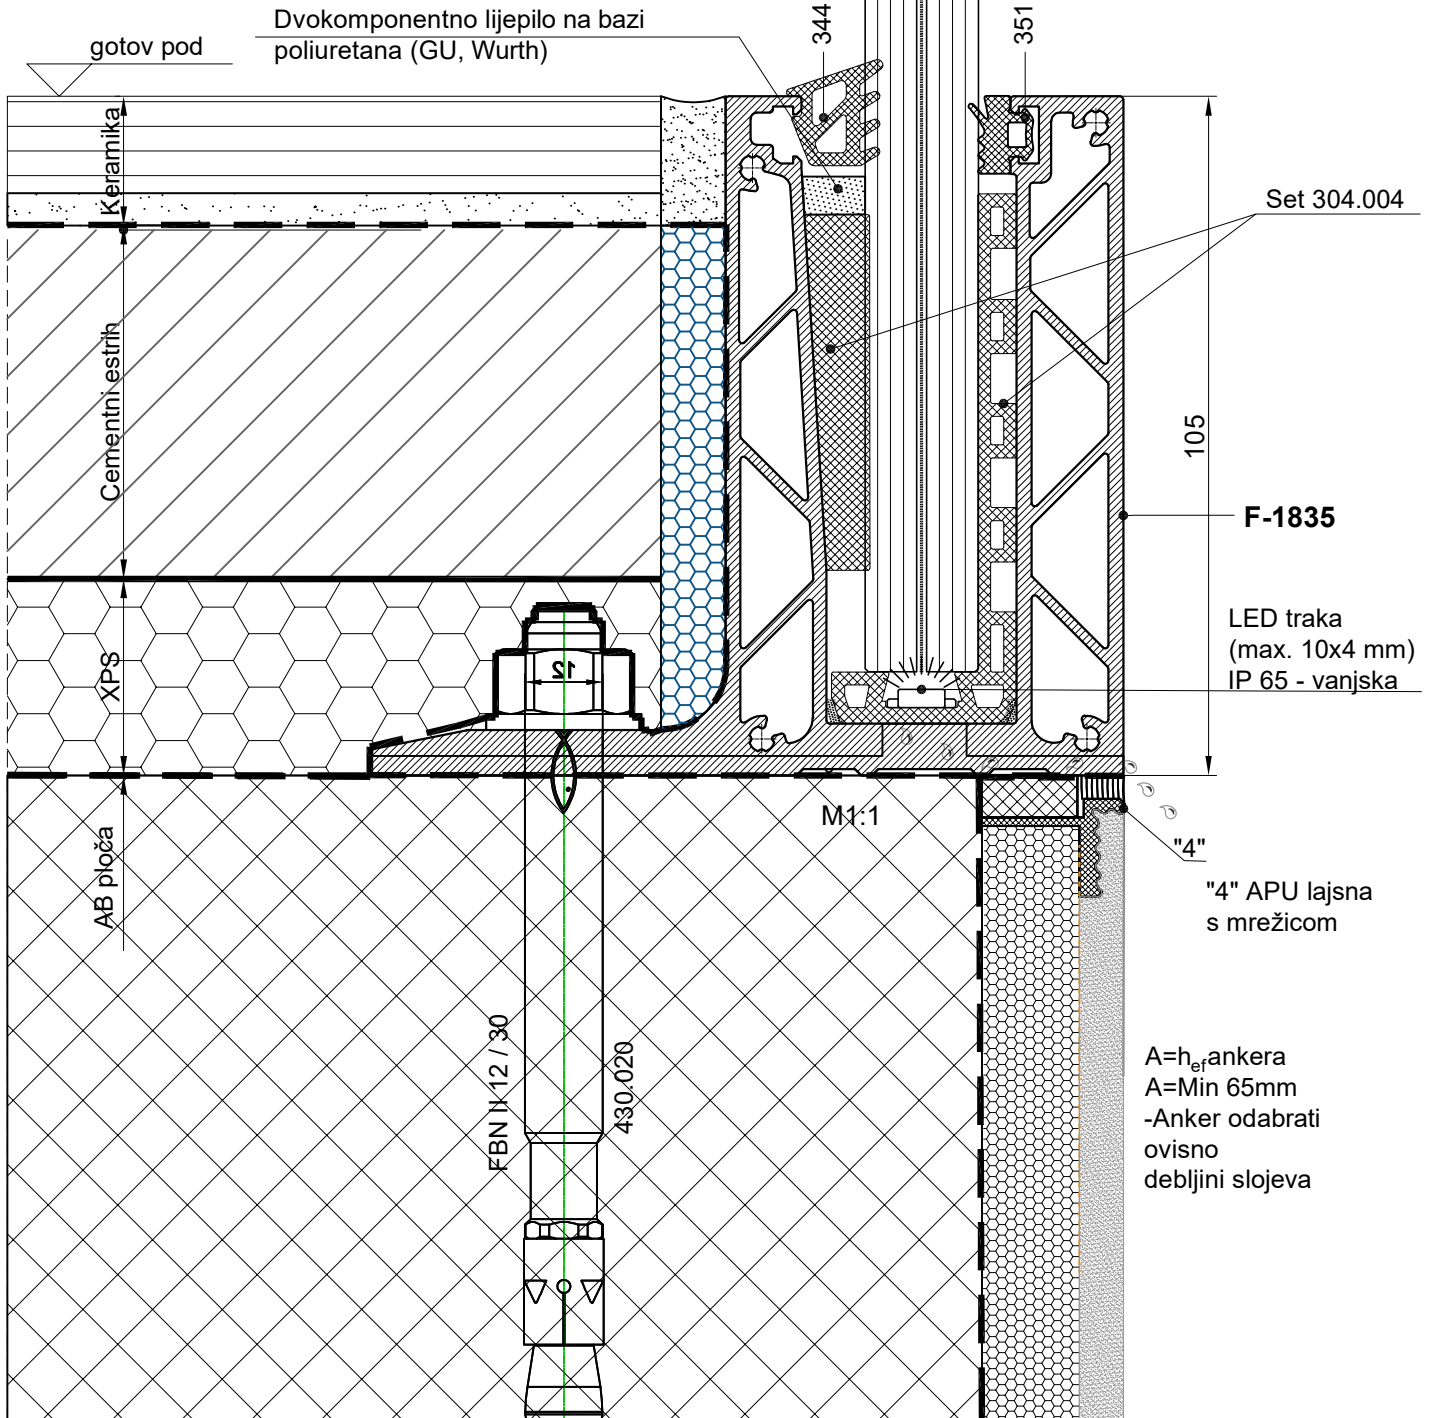 Dvokomponentno lijepilo na bazi
poliuretana (GU, Wurth)
gotov pod
344
351
Keramika
Set 304.004
Cementni estrih
105
F-1835
LED traka
(max. 10x4 mm)
IP 65 - vanjska
XPS
12
M1:1
"4"
AB ploča
"4" APU lajsna
s mrežicom
FBN II 12 / 30
430.020
A=hefankera
A=Min 65mm
-Anker odabrati
ovisno
debljini slojeva